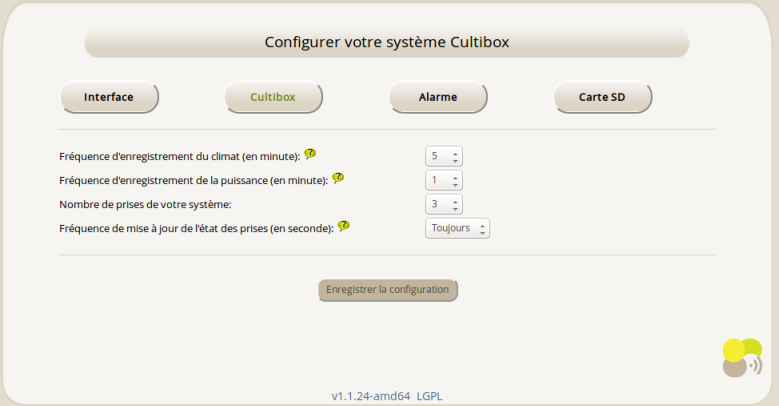 Configurer votre système Cultibox
Interface Cultibox Alarme Carte SD
Fréquence d'enregistrement du climat (en minute): ? 5
Fréquence d'enregistrement de la puissance (en minute): ? 1
Nombre de prises de votre système: 3
Fréquence de mise à jour de l'état des prises (en seconde): ? Toujours
Enregistrer la configuration
v1.1.24-amd64 LGPL